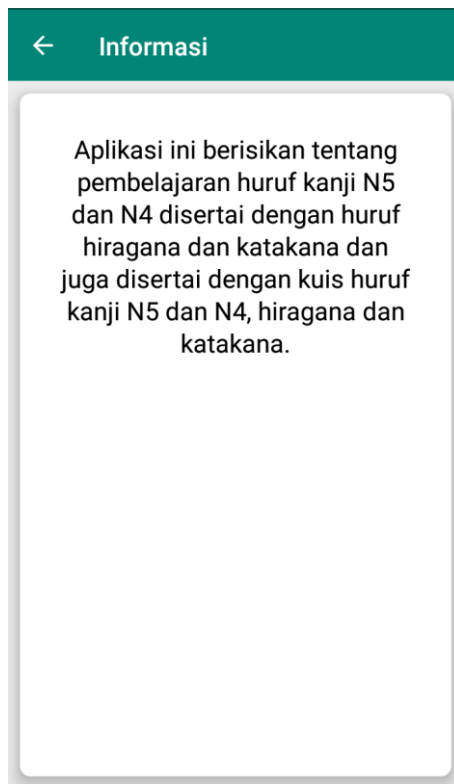 Informasi
Aplikasi ini berisikan tentang
pembelajaran huruf kanji N5
dan N4 disertai dengan huruf
hiragana dan katakana dan
juga disertai dengan kuis huruf
kanji N5 dan N4, hiragana dan
katakana.